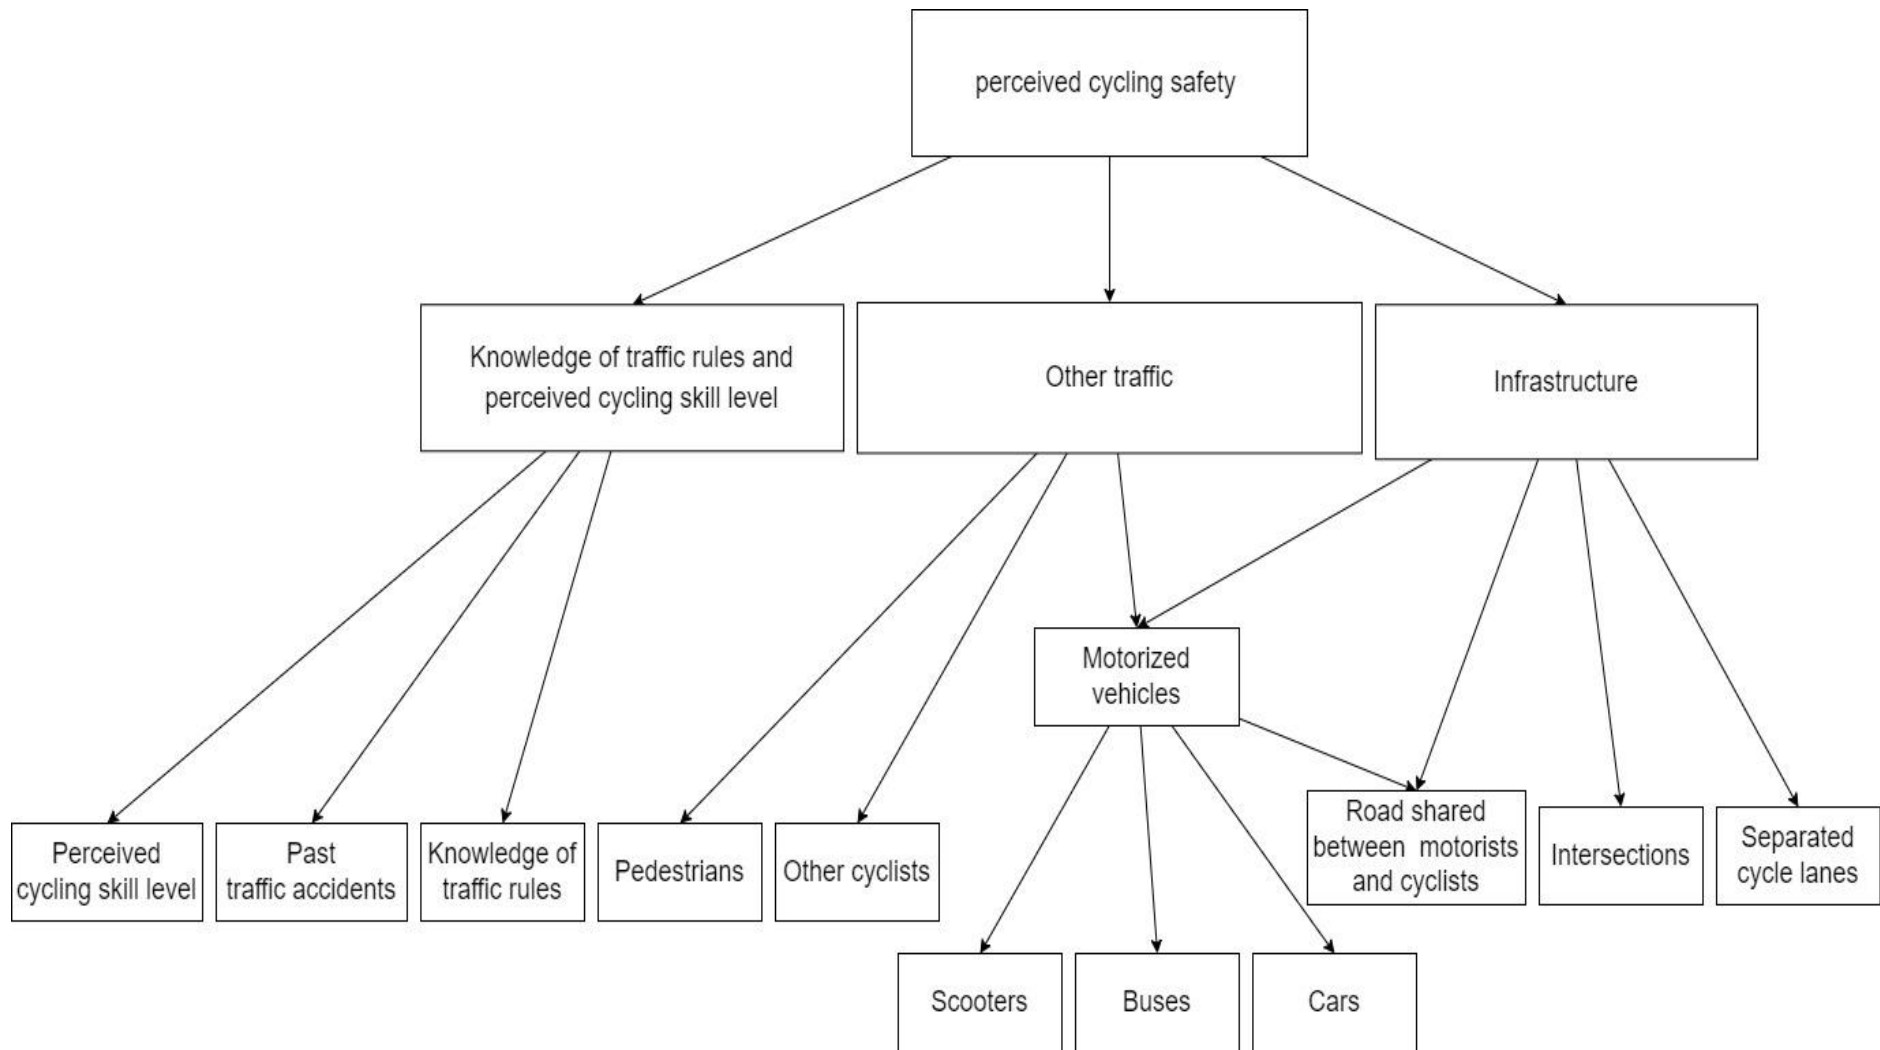 perceived cycling safety
Knowledge of traffic rules and
perceived cycling skill level
Other traffic
Infrastructure
Motorized
vehicles
Perceived
cycling skill level
Past
traffic accidents
Knowledge of
traffic rules
Pedestrians
Other cyclists
Road shared
between motorists
and cyclists
Intersections
Separated
cycle lanes
Scooters
Buses
Cars